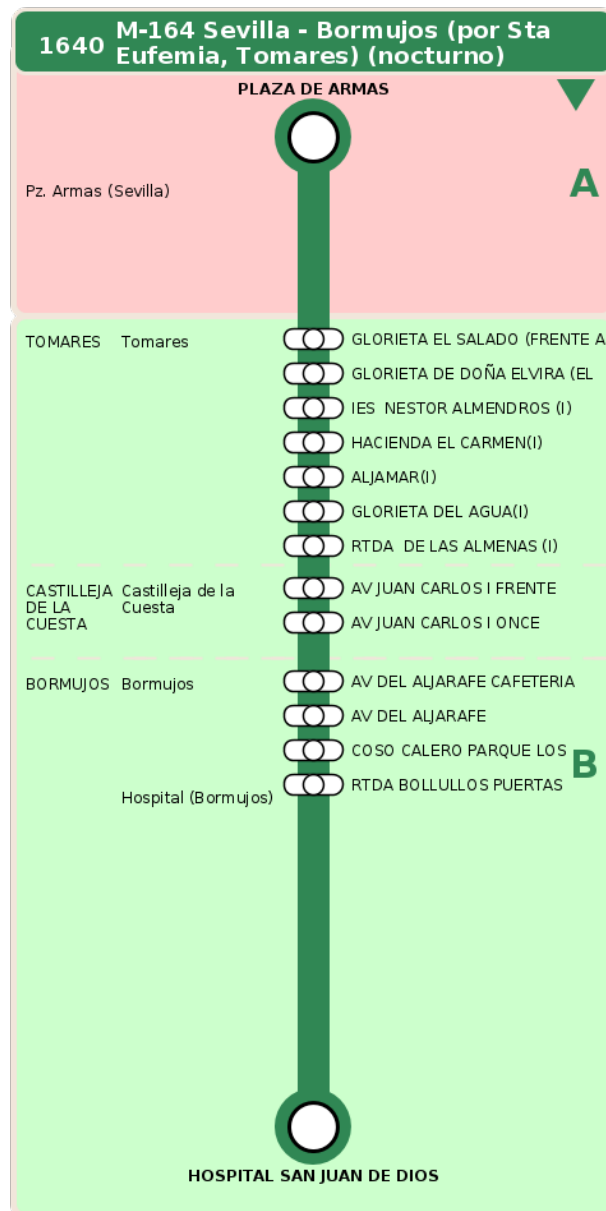 1640
M-164 Sevilla - Bormujos (por Sta
Eufemia, Tomares) (nocturno)
PLAZA DE ARMAS
A
Pz. Armas (Sevilla)
TOMARES Tomares
GLORIETA EL SALADO (FRENTE A
GLORIETA DE DOÑA ELVIRA (EL
IES NESTOR ALMENDROS (I)
HACIENDA EL CARMEN(I)
ALJAMAR(I)
GLORIETA DEL AGUA(I)
RTDA DE LAS ALMENAS (I)
CASTILLEJA
DE LA
CUESTA
Castilleja de la
Cuesta
AV JUAN CARLOS I FRENTE
AV JUAN CARLOS I ONCE
BORMUJOS Bormujos
AV DEL ALJARAFE CAFETERIA
AV DEL ALJARAFE
COSO CALERO PARQUE LOS
B
RTDA BOLLULLOS PUERTAS
Hospital (Bormujos)
HOSPITAL SAN JUAN DE DIOS